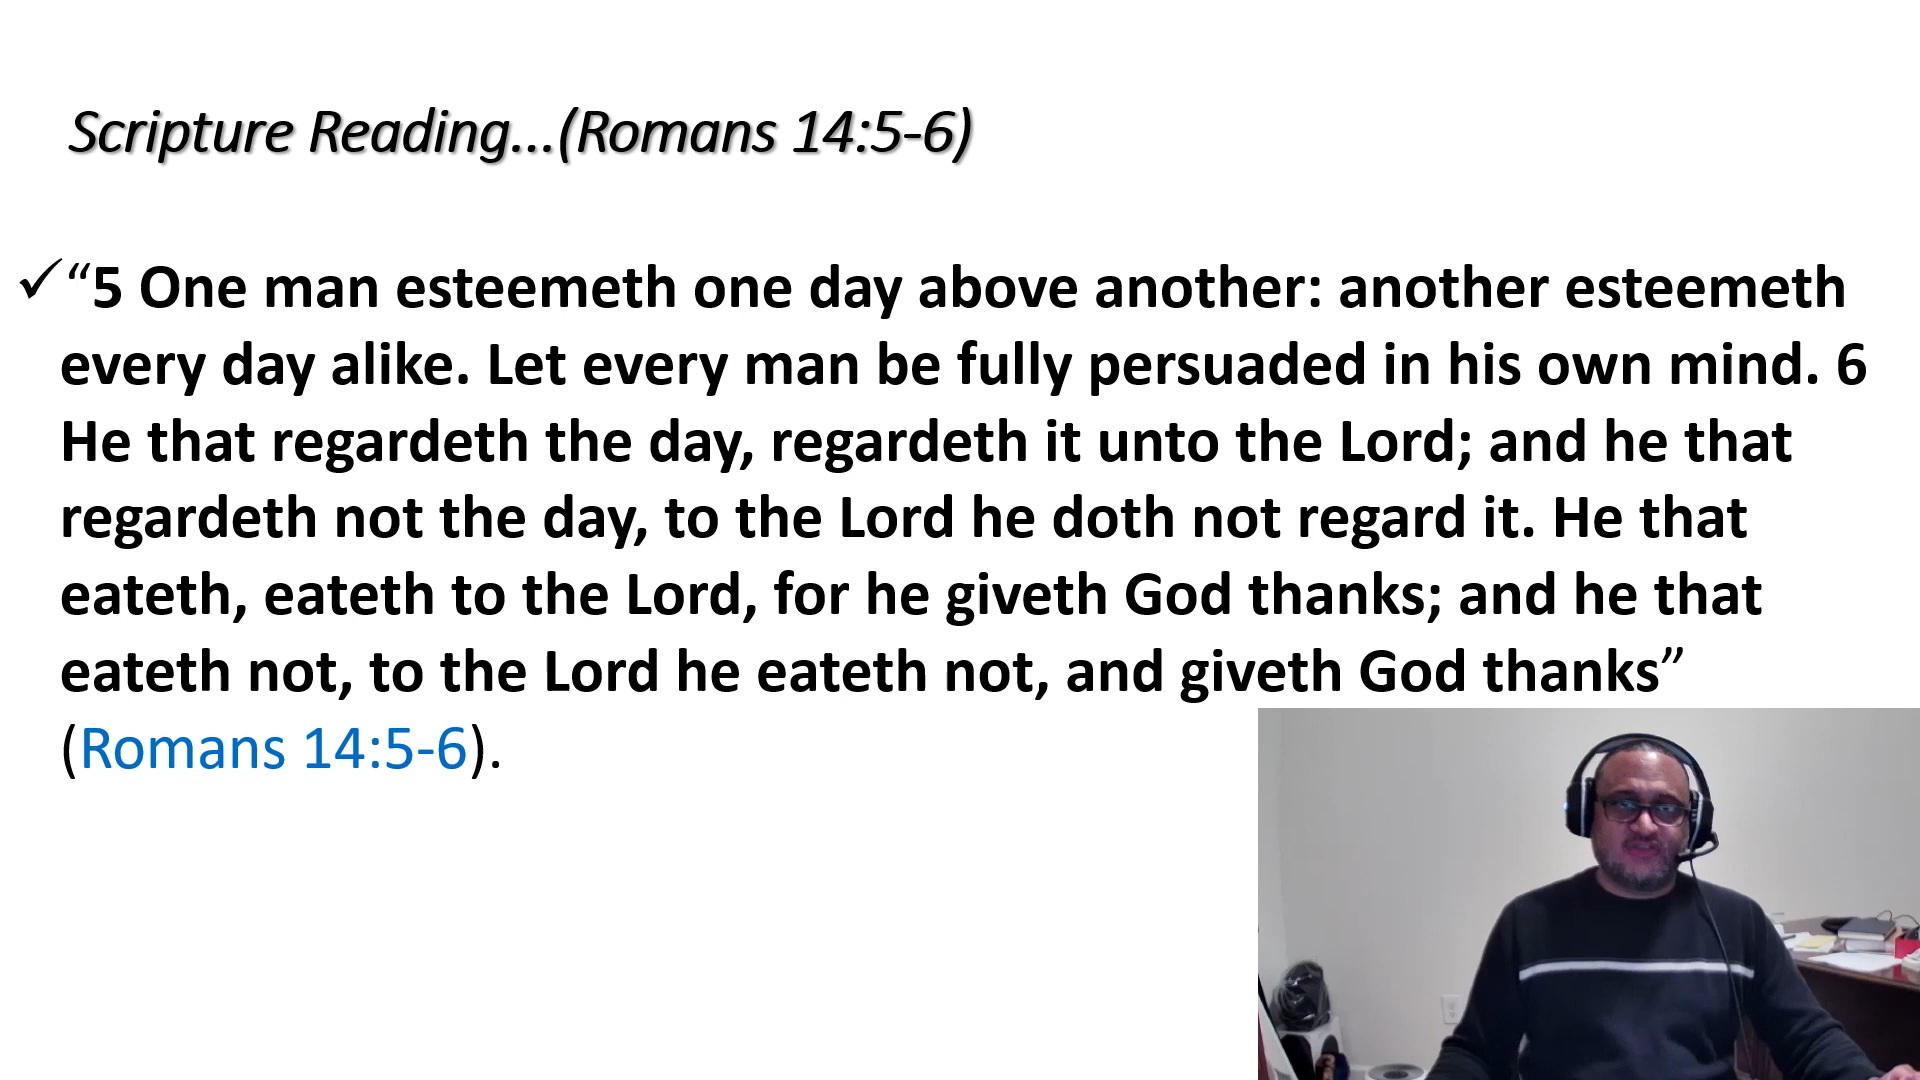 Scripture Reading...(Romans 14:5-6)
✓“5 One man esteemeth one day above another: another esteemeth
every day alike. Let every man be fully persuaded in his own mind. 6
He that regardeth the day, regardeth it unto the Lord; and he that
regardeth not the day, to the Lord he doth not regard it. He that
eateth, eateth to the Lord, for he giveth God thanks; and he that
eateth not, to the Lord he eateth not, and giveth God thanks”
(Romans 14:5-6).